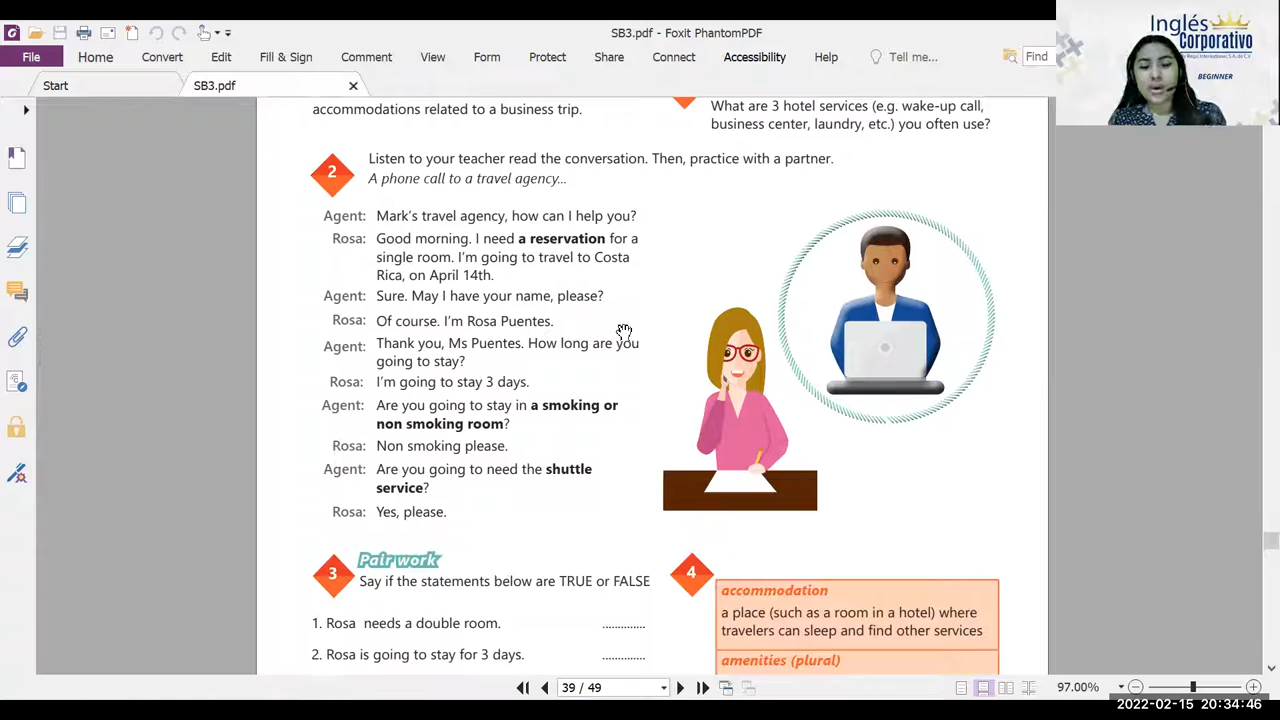 SB3.pdf - Foxit PhantomPDF
File Home Convert Fill & Sign Comment View Form Protect Share Connect Accessibility Help Tell me... Find
Start SB3.pdf
Inglés
Corporativo
BEGINNER
accommodations related to a business trip.
What are 3 hotel services (e.g. wake-up call,
business center, laundry, etc.) you often use?
2
Listen to your teacher read the conversation. Then, practice with a partner.
A phone call to a travel agency...
Agent: Mark's travel agency, how can I help you?
Rosa: Good morning. I need a reservation for a
single room. I'm going to travel to Costa
Rica, on April 14th.
Agent: Sure. May I have your name, please?
Rosa: Of course. I'm Rosa Puentes.
Agent: Thank you, Ms Puentes. How long are you
going to stay?
Rosa: I'm going to stay 3 days.
Agent: Are you going to stay in a smoking or
non smoking room?
Rosa: Non smoking please.
Agent: Are you going to need the shuttle
service?
Rosa: Yes, please.
3
Pair work
Say if the statements below are TRUE or FALSE
1. Rosa needs a double room. .............
2. Rosa is going to stay for 3 days. .............
4
accommodation
a place (such as a room in a hotel) where
travelers can sleep and find other services
amenities (plural)
39 / 49
97.00%
2022-02-15 20:34:46